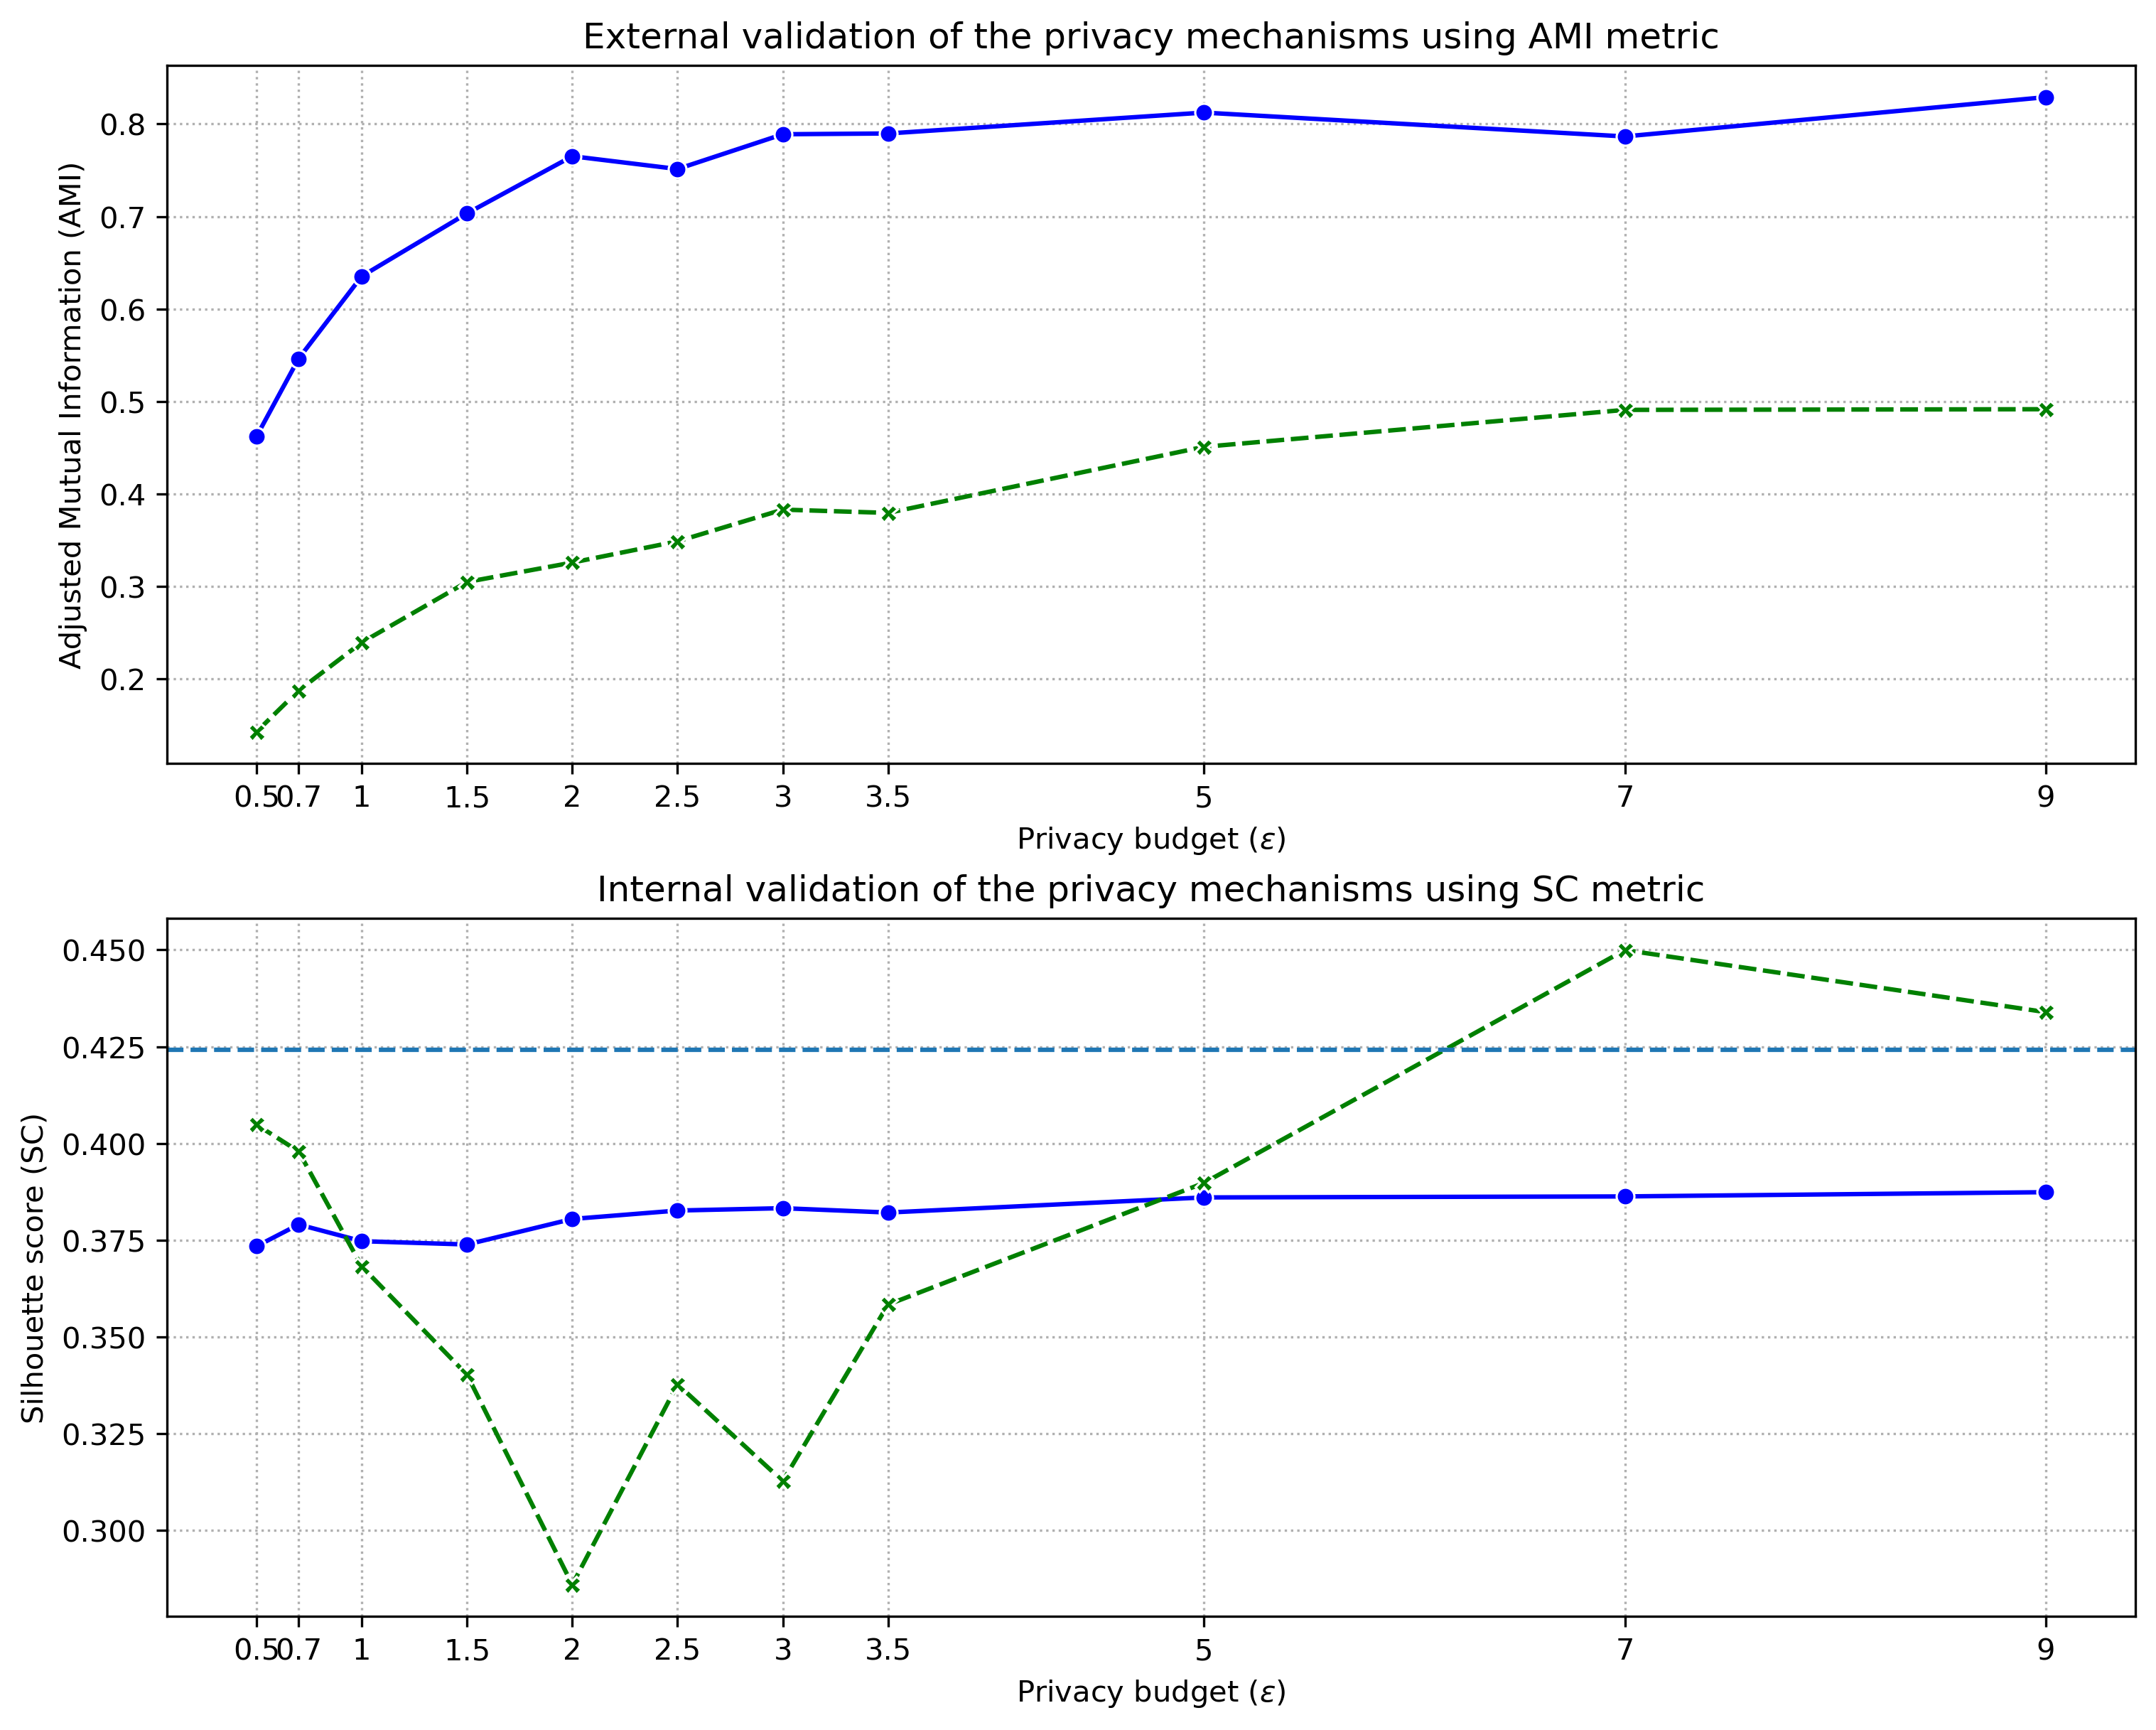 External validation of the privacy mechanisms using AMI metric
Adjusted Mutual Information (AMI)
0.8
0.7
0.6
0.5
0.4
0.3
0.2
0.5 0.7 1 1.5 2 2.5 3 3.5 5 7 9
Privacy budget (ε)
Internal validation of the privacy mechanisms using SC metric
Silhouette score (SC)
0.450
0.425
0.400
0.375
0.350
0.325
0.300
0.5 0.7 1 1.5 2 2.5 3 3.5 5 7 9
Privacy budget (ε)